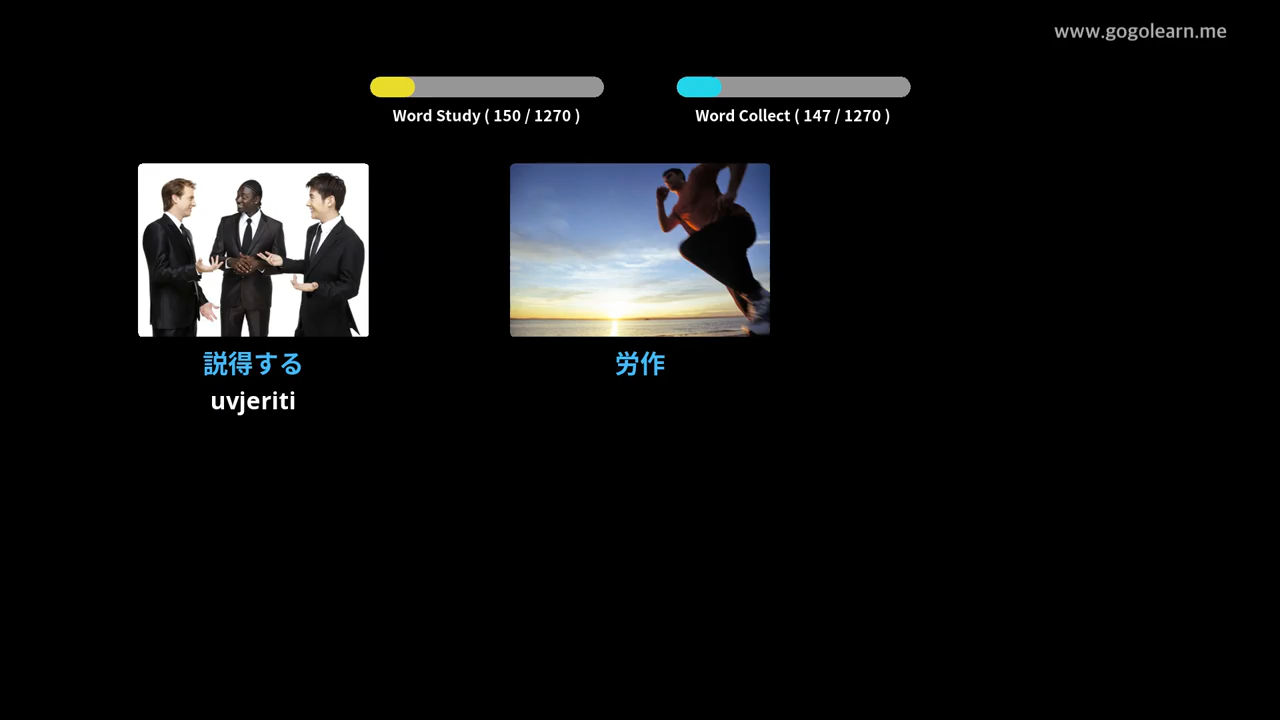 www.gogolearn.me
Word Study ( 150 / 1270 )
Word Collect ( 147 / 1270 )
説得する
uvjeriti
労作